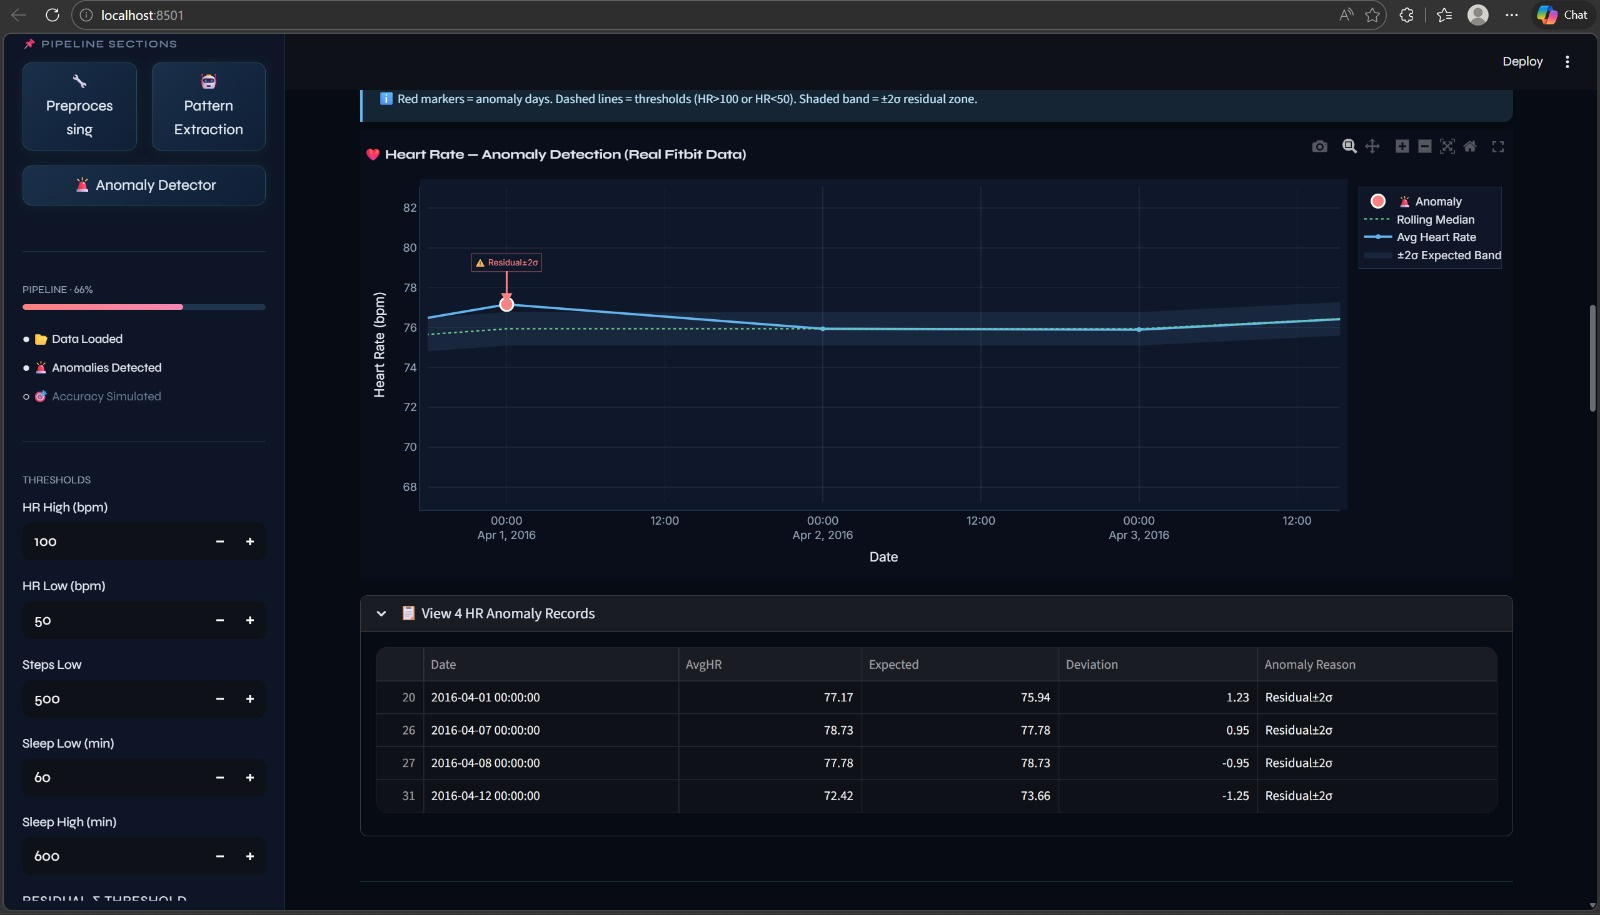 localhost:8501
Chat
PIPELINE SECTIONS
Preproces
sing
Pattern
Extraction
Anomaly Detector
PIPELINE · 66%
Data Loaded
Anomalies Detected
Accuracy Simulated
THRESHOLDS
HR High (bpm)
100
HR Low (bpm)
50
Steps Low
500
Sleep Low (min)
60
Sleep High (min)
600
RESIDUAL Σ THRESHOLD
Deploy
Red markers = anomaly days. Dashed lines = thresholds (HR>100 or HR<50). Shaded band = ±2σ residual zone.
Heart Rate — Anomaly Detection (Real Fitbit Data)
Anomaly
Rolling Median
Avg Heart Rate
±2σ Expected Band
82
80
78
76
74
72
70
68
Heart Rate (bpm)
Residual±2σ
00:00 12:00 00:00 12:00 00:00 12:00
Apr 1, 2016 Apr 2, 2016 Apr 3, 2016
Date
View 4 HR Anomaly Records
Date AvgHR Expected Deviation Anomaly Reason
20 2016-04-01 00:00:00 77.17 75.94 1.23 Residual±2σ
26 2016-04-07 00:00:00 78.73 77.78 0.95 Residual±2σ
27 2016-04-08 00:00:00 77.78 78.73 -0.95 Residual±2σ
31 2016-04-12 00:00:00 72.42 73.66 -1.25 Residual±2σ